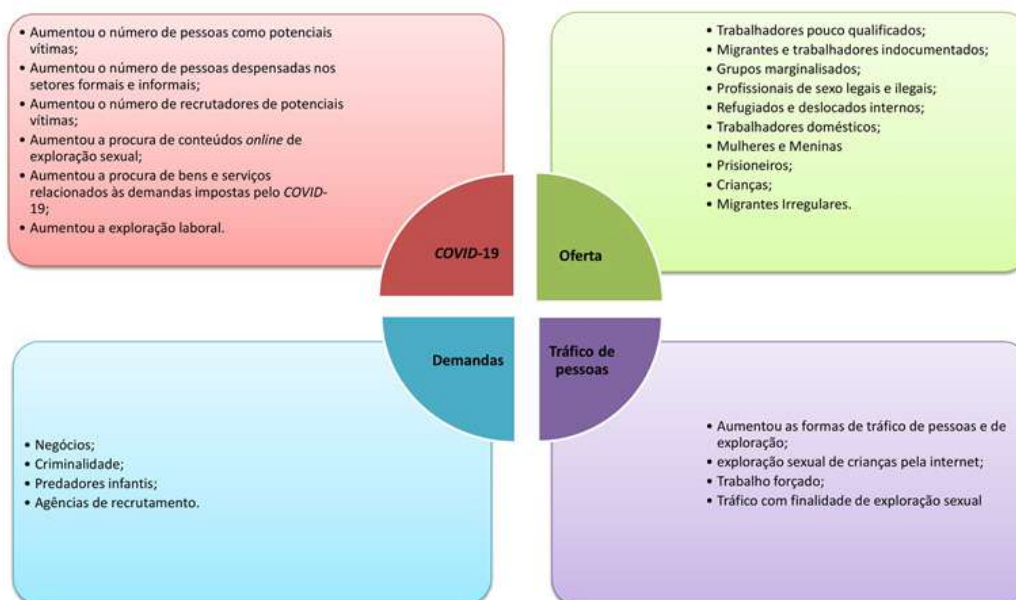 • Aumentou o número de pessoas como potenciais
vítimas;
• Aumentou o número de pessoas despensadas nos
setores formais e informais;
• Aumentou o número de recrutadores de potenciais
vítimas;
• Aumentou a procura de conteúdos online de
exploração sexual;
• Aumentou a procura de bens e serviços
relacionados às demandas impostas pelo COVID-
19;
• Aumentou a exploração laboral.
• Trabalhadores pouco qualificados;
• Migrantes e trabalhadores indocumentados;
• Grupos marginalisados;
• Profissionais de sexo legais e ilegais;
• Refugiados e deslocados internos;
• Trabalhadores domésticos;
• Mulheres e Meninas
• Prisioneiros;
• Crianças;
• Migrantes Irregulares.
COVID-19
Oferta
Demandas
Tráfico de
pessoas
• Negócios;
• Criminalidade;
• Predadores infantis;
• Agências de recrutamento.
• Aumentou as formas de tráfico de pessoas e de
exploração;
• exploração sexual de crianças pela internet;
• Trabalho forçado;
• Tráfico com finalidade de exploração sexual